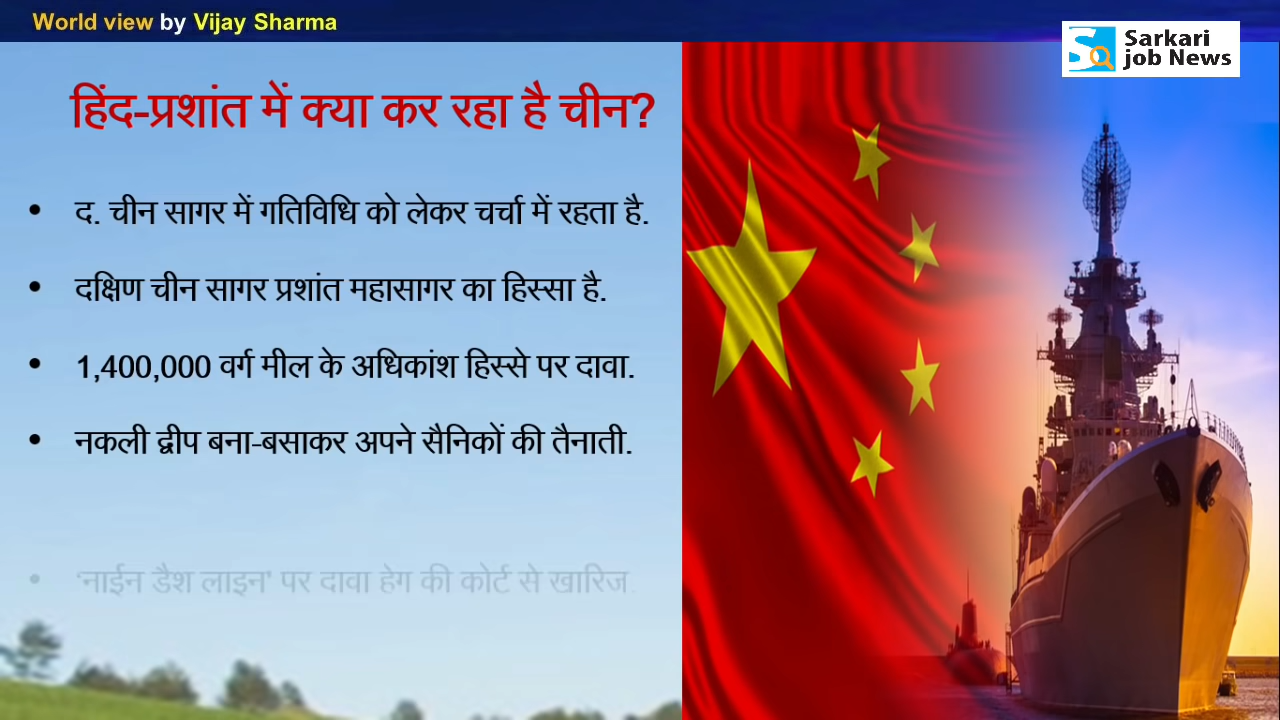 World view by Vijay Sharma
Sarkari
job News
हिंद-प्रशांत में क्या कर रहा है चीन?
• द. चीन सागर में गतिविधि को लेकर चर्चा में रहता है.
• दक्षिण चीन सागर प्रशांत महासागर का हिस्सा है.
• 1,400,000 वर्ग मील के अधिकांश हिस्से पर दावा.
• नकली द्वीप बना-बसाकर अपने सैनिकों की तैनाती.
• 'नाईन डैश लाइन' पर दावा हेग की कोर्ट से खारिज.